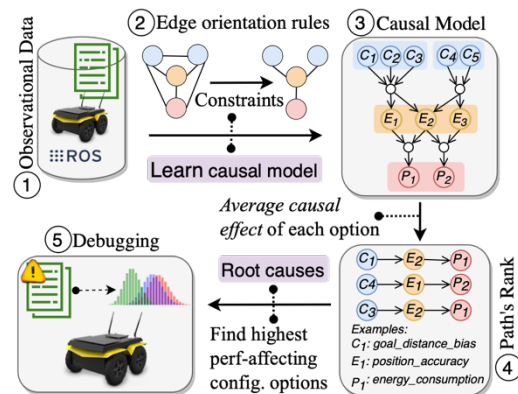 Observational Data
1
ROS
2 Edge orientation rules
Constraints
Learn causal model
3 Causal Model
C1 C2 C3 C4 C5
E1 E2 E3
P1 P2
Average causal
effect of each option
Path's Rank
4
C1 E2 P1
C4 E1 P2
C3 E2 P1
Examples:
C1: goal_distance_bias
E1: position_accuracy
P1: energy_consumption
Root causes
Find highest
perf-affecting
config. options
5 Debugging